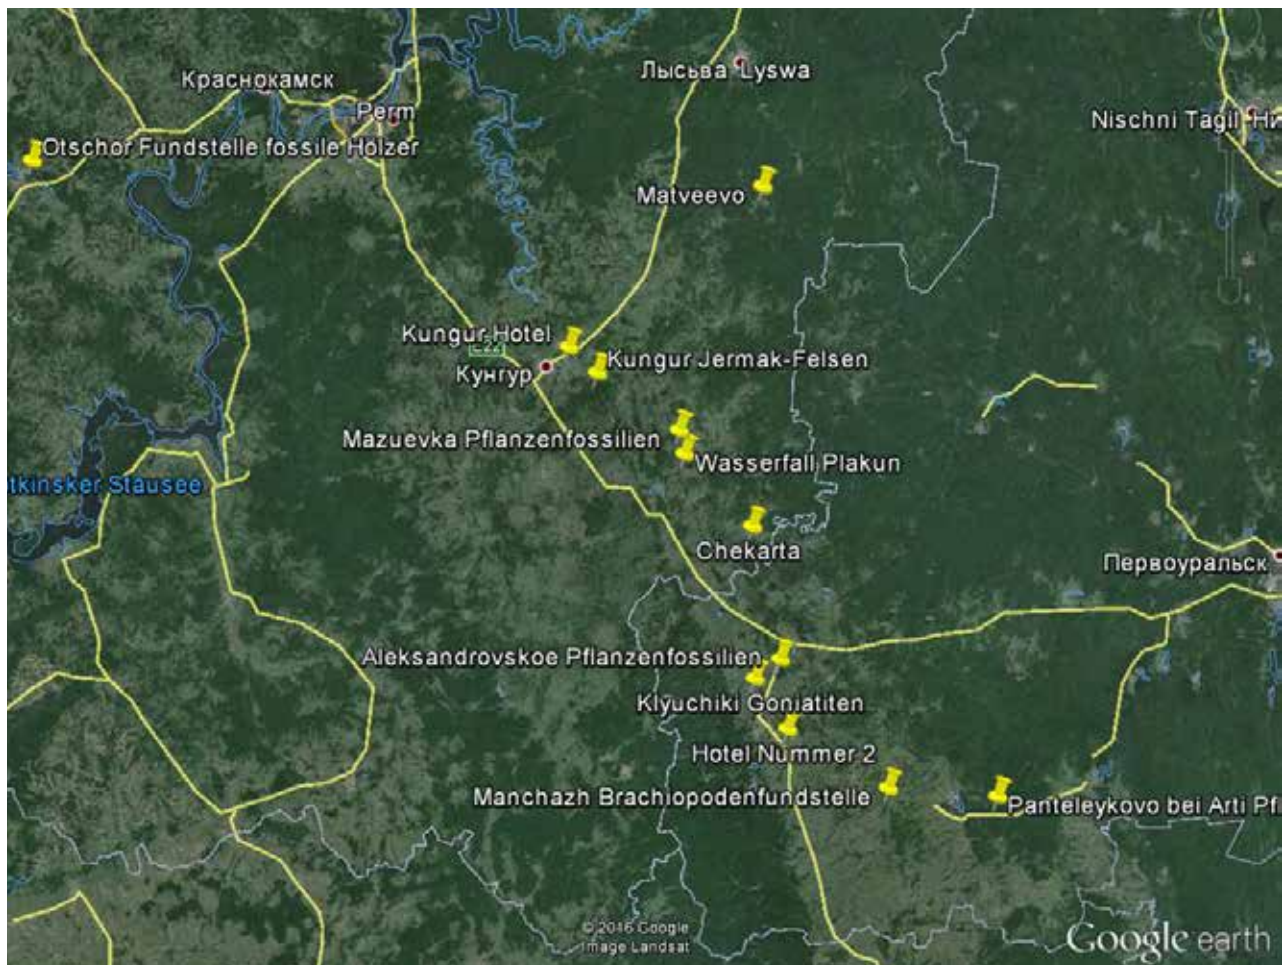 Лысьва Lyswa
Краснокамск
Perm
Nischni Tagil
Otschor Fundstelle fossile Hölzer
Matveevo
Kungur Hotel
Kungur Jermak-Felsen
Кунгур
Mazuevka Pflanzenfossilien
Wasserfall Plakun
tkinsker Stausee
Chekarta
Первоуральск
Aleksandrovskoe Pflanzenfossilien
Klyuchiki Goniatiten
Hotel Nummer 2
Manchazh Brachiopodenfundstelle
Panteleykovo bei Arti Pfl
© 2016 Google
Image Landsat
Google earth